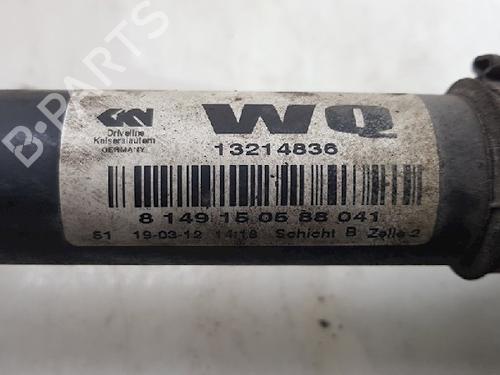 B-PARTS
GKN
Driveline
Kaiserslautern
GERMANY
WQ
13214836
8 149 15 05 88 041
S1 19-03-12 14:18 Schicht B Zelle 2